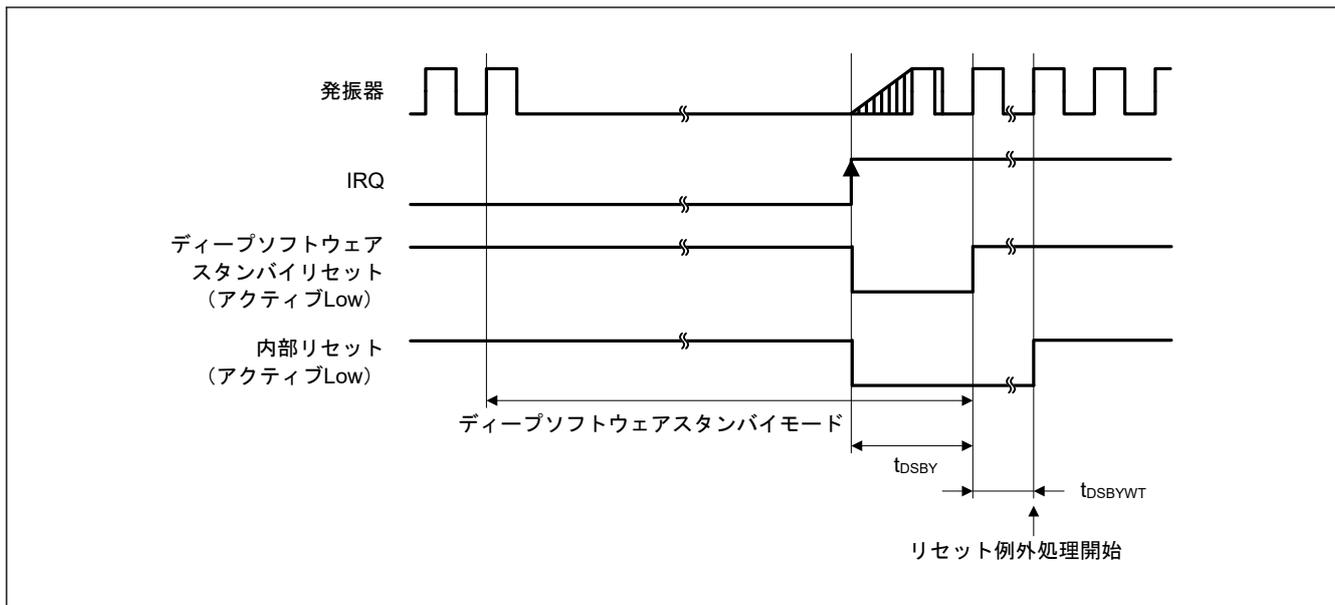 発振器
IRQ
ディープソフトウェア
スタンバイリセット
（アクティブLow）
内部リセット
（アクティブLow）
ディープソフトウェアスタンバイモード
tDSBY
tDSBYWT
リセット例外処理開始